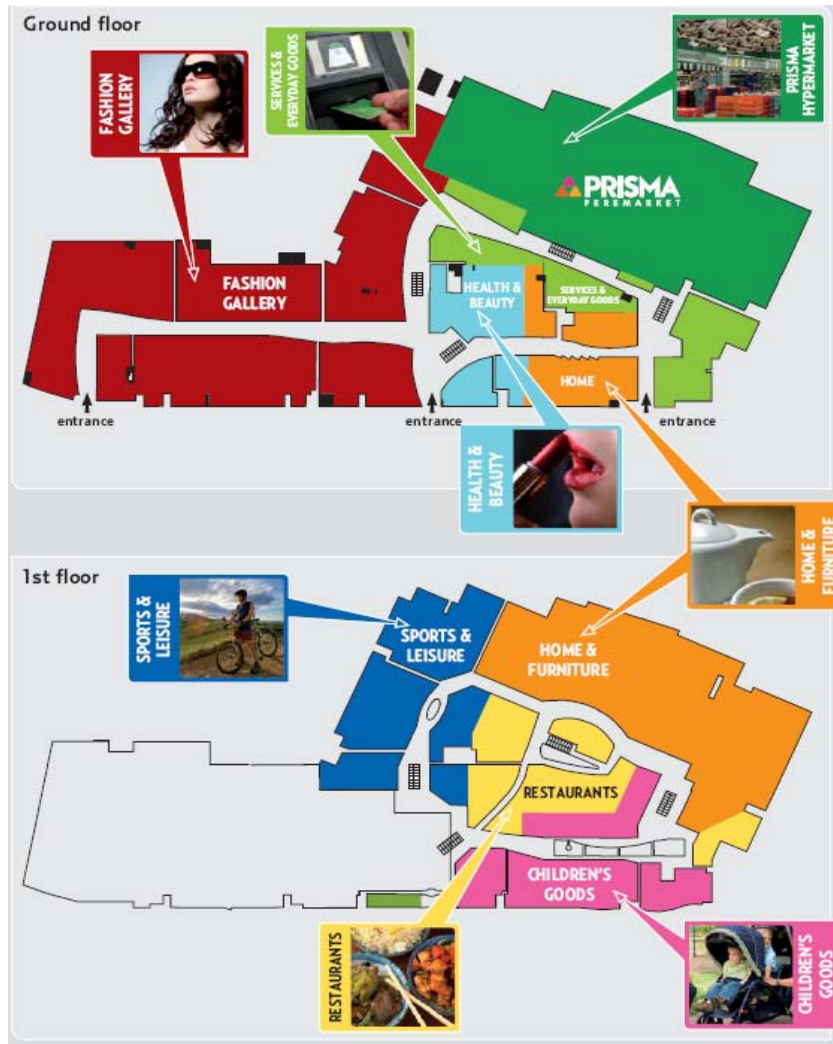 Ground floor
FASHION
GALLERY
SERVICES &
EVERYDAY GOODS
PRISMA
HYPERMARKET
PRISMA
PEREMARKET
FASHION
GALLERY
HEALTH &
BEAUTY
SERVICES &
EVERYDAY GOODS
HOME
entrance
entrance
entrance
HEALTH &
BEAUTY
HOME &
FURNITURE
1st floor
SPORTS &
LEISURE
SPORTS &
LEISURE
HOME &
FURNITURE
RESTAURANTS
CHILDREN'S
GOODS
RESTAURANTS
CHILDREN'S
GOODS